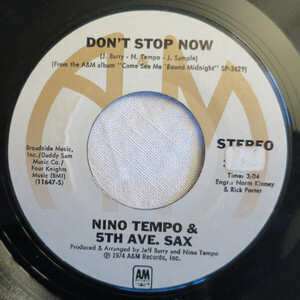 DON'T STOP NOW
(J. Barry - N. Tempo - J. Sample)
(From the A&M album "Come See Me 'Round Midnight" SP-3629)
Broadside Music,
Inc./Daddy Sam
Music Co./
Four Knights
Music (BMI)
(11647-S)
STEREO
Time: 3:04
Engr.: Norm Kinney
& Rick Porter
NINO TEMPO &
5TH AVE. SAX
Produced & Arranged by Jeff Barry and Nino Tempo
℗ 1974 A&M Records, Inc.
A&M